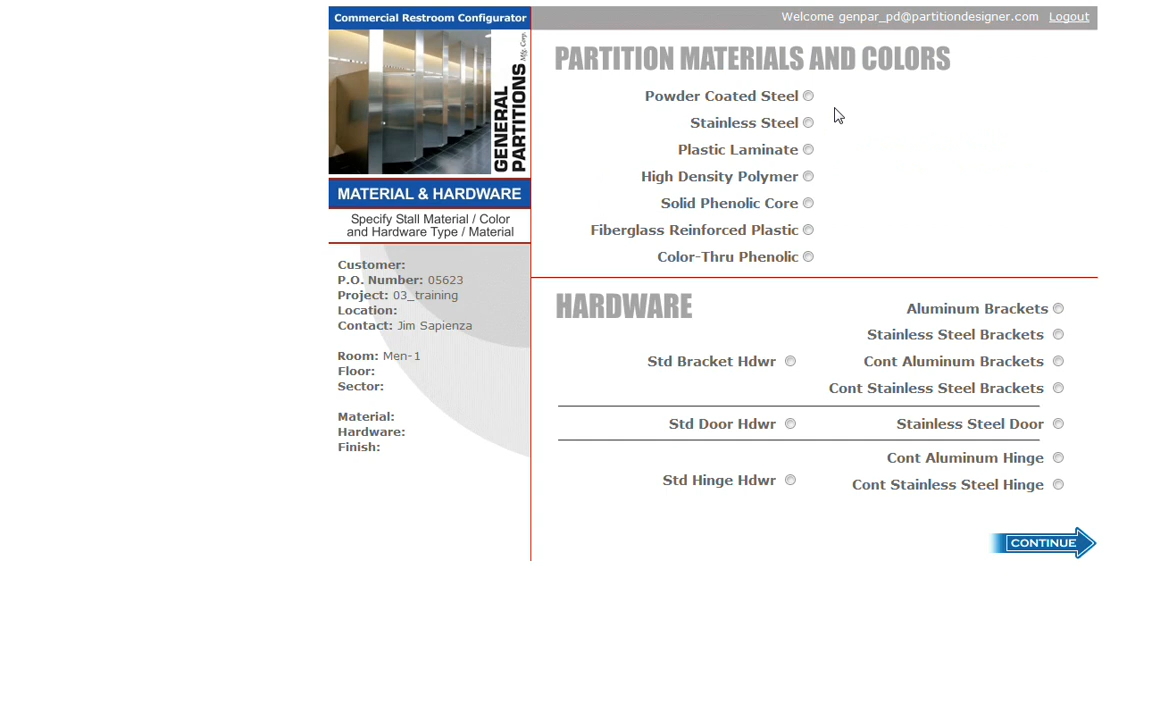 Commercial Restroom Configurator
Welcome genpar_pd@partitiondesigner.com Logout
GENERAL
PARTITIONS Mfg. Corp.
MATERIAL & HARDWARE
Specify Stall Material / Color
and Hardware Type / Material
Customer:
P.O. Number: 05623
Project: 03_training
Location:
Contact: Jim Sapienza
Room: Men-1
Floor:
Sector:
Material:
Hardware:
Finish:
PARTITION MATERIALS AND COLORS
Powder Coated Steel
Stainless Steel
Plastic Laminate
High Density Polymer
Solid Phenolic Core
Fiberglass Reinforced Plastic
Color-Thru Phenolic
HARDWARE
Aluminum Brackets
Stainless Steel Brackets
Std Bracket Hdwr Cont Aluminum Brackets
Cont Stainless Steel Brackets
Std Door Hdwr Stainless Steel Door
Cont Aluminum Hinge
Std Hinge Hdwr
Cont Stainless Steel Hinge
CONTINUE